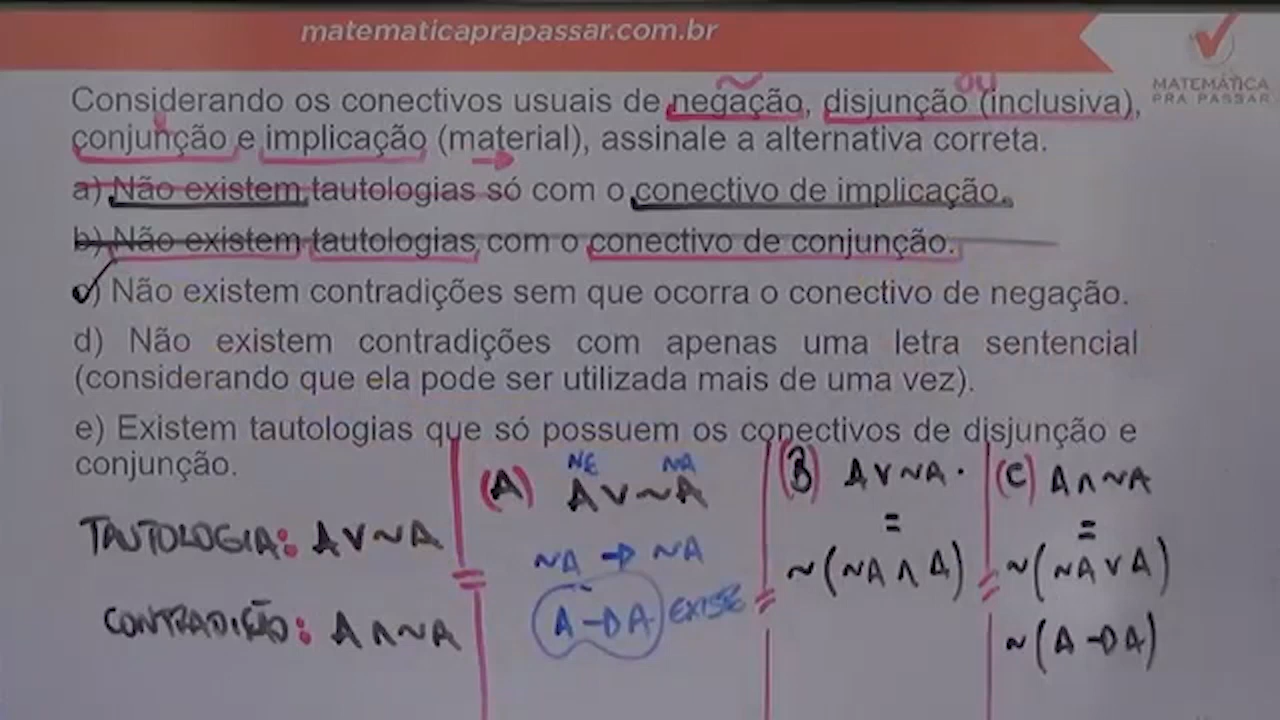 matematicaprapassar.com.br
MATEMÁTICA
PRA PASSAR
~ ou
Considerando os conectivos usuais de negação, disjunção (inclusiva),
conjunção e implicação (material), assinale a alternativa correta.
a) Não existem tautologias só com o conectivo de implicação.
b) Não existem tautologias com o conectivo de conjunção.
c) Não existem contradições sem que ocorra o conectivo de negação.
d) Não existem contradições com apenas uma letra sentencial
(considerando que ela pode ser utilizada mais de uma vez).
e) Existem tautologias que só possuem os conectivos de disjunção e
conjunção.
TAUTOLOGIA: A ∨ ~A
CONTRADIÇÃO: A ∧ ~A
(A) NE NA
A ∨ ~A
~A → ~A
A → A EXISTE
(B) A ∨ ~A .
=
~(~A ∧ A)
(C) A ∧ ~A
=
~(~A ∨ A)
~(A → A)